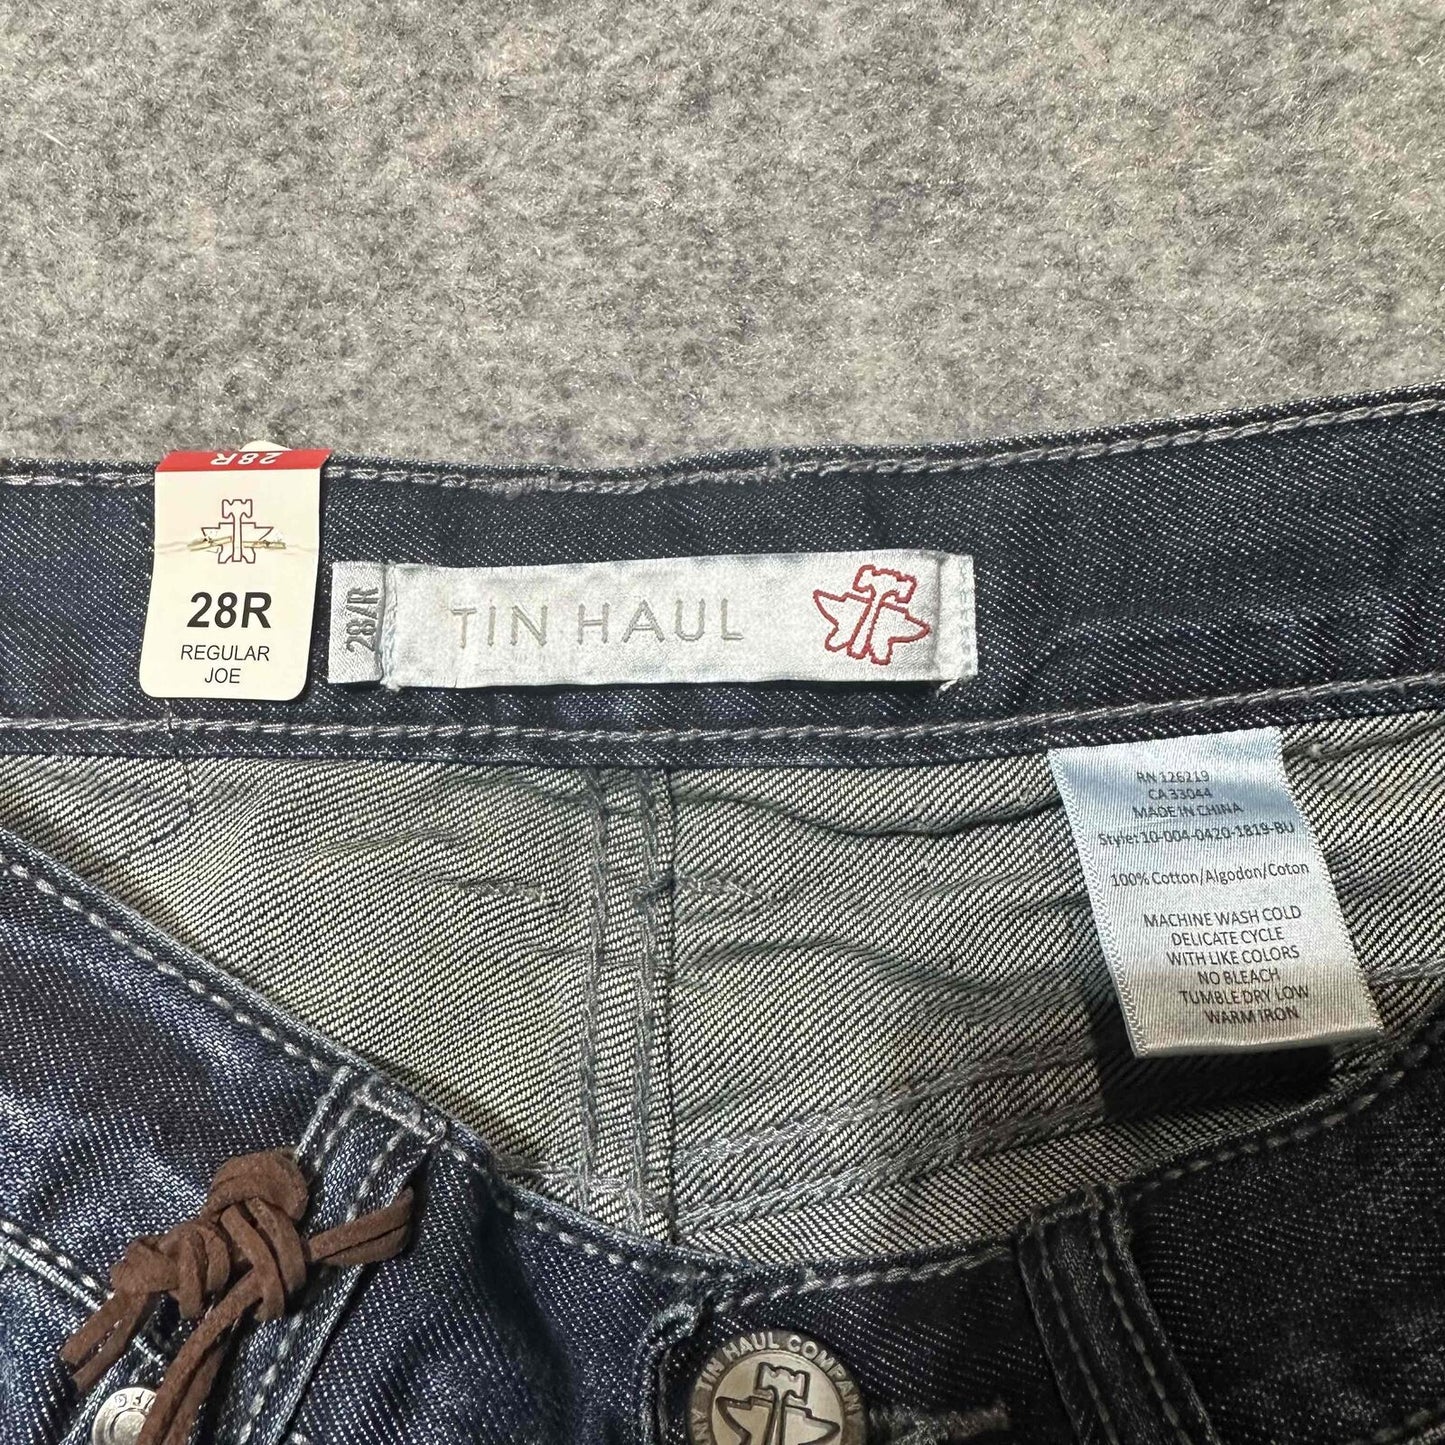 28R
28R
REGULAR
JOE
28/R
TIN HAUL
RN 126219
CA 33044
MADE IN CHINA
Style: 10-004-0420-1819-BU
100% Cotton/Algodon/Coton
MACHINE WASH COLD
DELICATE CYCLE
WITH LIKE COLORS
NO BLEACH
TUMBLE DRY LOW
WARM IRON
TIN HAUL COMPANY